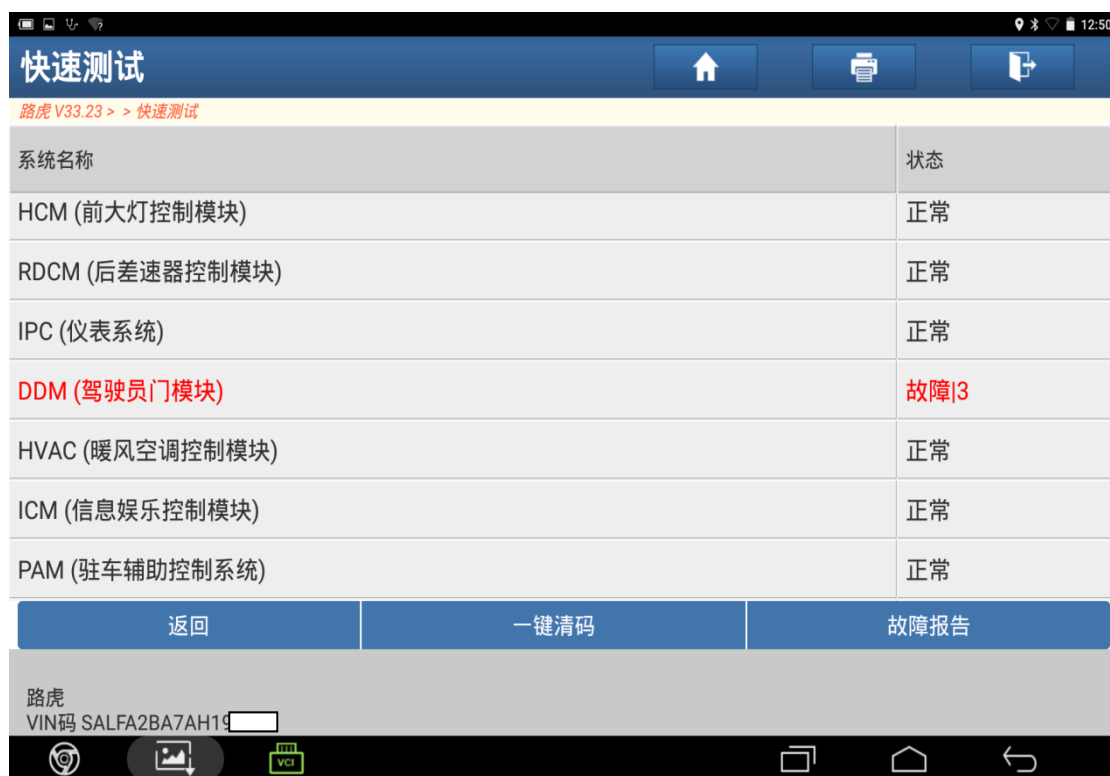 12:50
快速测试
路虎 V33.23 > > 快速测试
系统名称 状态
HCM (前大灯控制模块) 正常
RDCM (后差速器控制模块) 正常
IPC (仪表系统) 正常
DDM (驾驶员门模块) 故障|3
HVAC (暖风空调控制模块) 正常
ICM (信息娱乐控制模块) 正常
PAM (驻车辅助控制系统) 正常
返回 一键清码 故障报告
路虎
VIN码 SALFA2BA7AH19
VCI